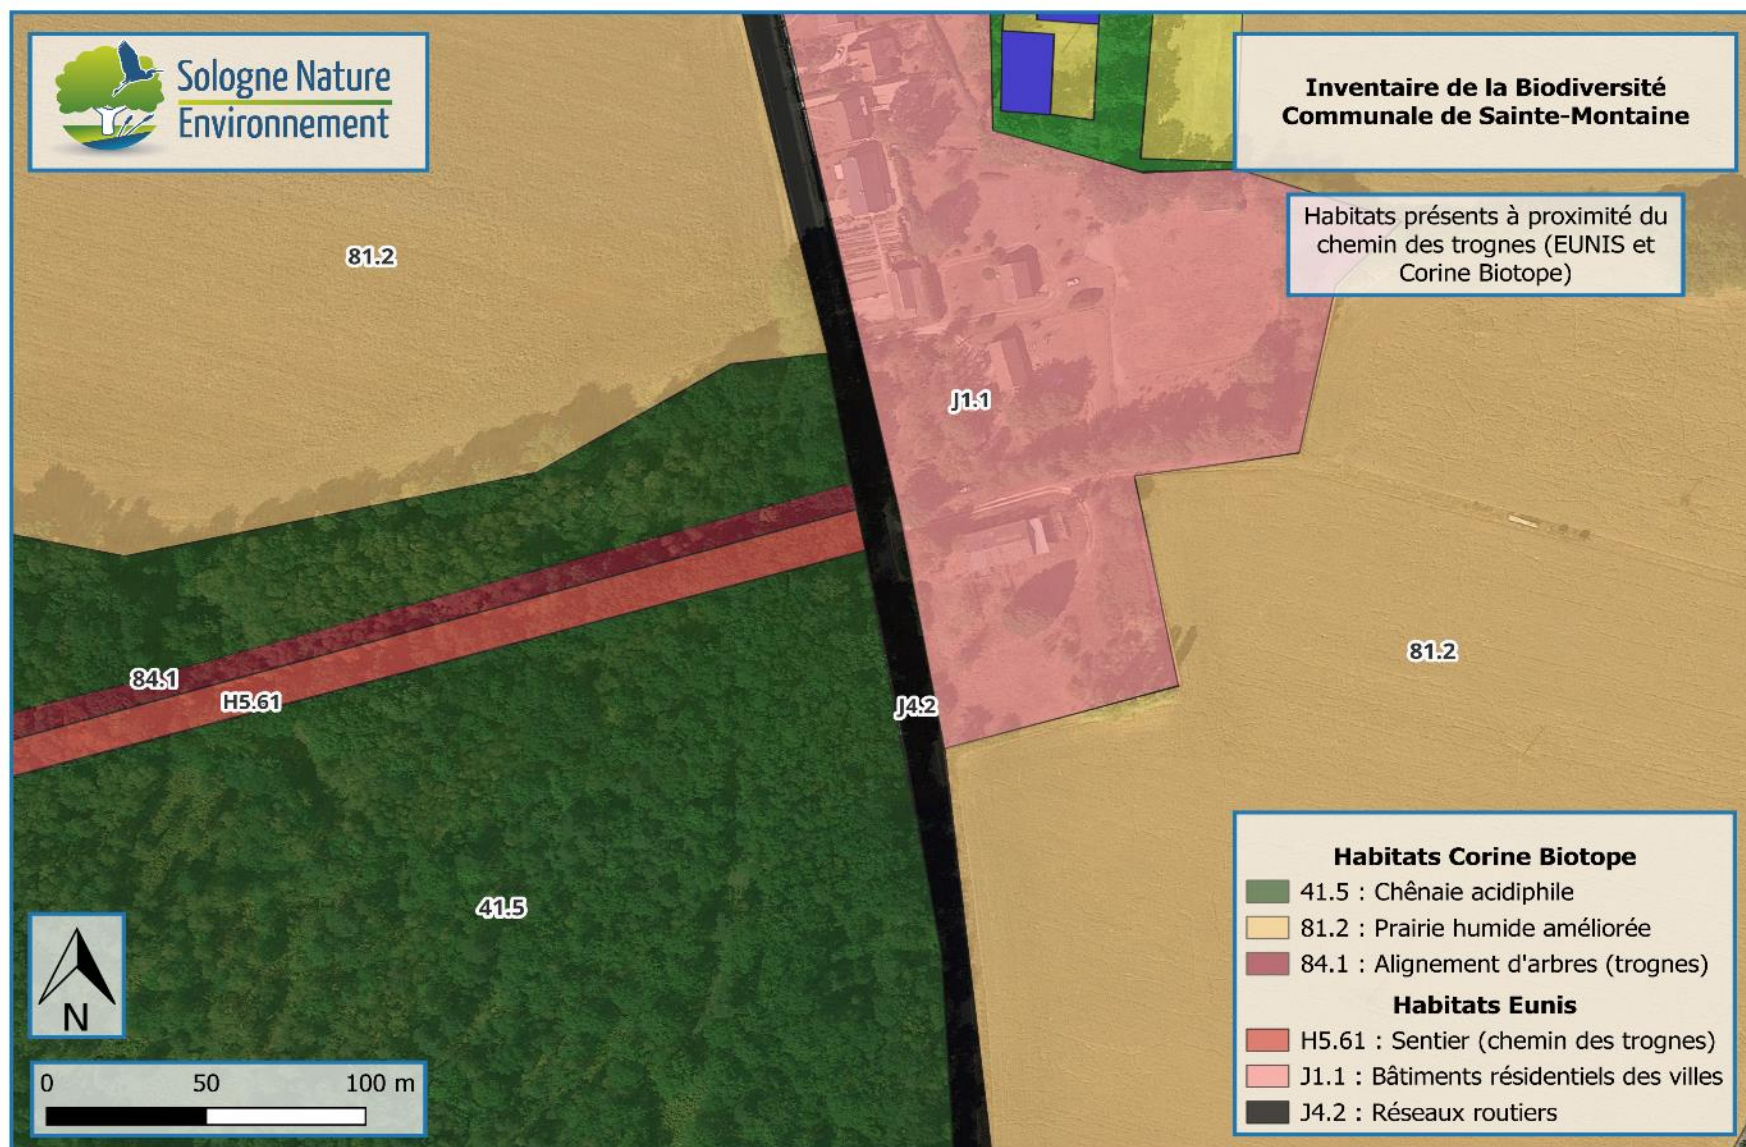 Sologne Nature
Environnement
Inventaire de la Biodiversité
Communale de Sainte-Montaine
Habitats présents à proximité du
chemin des trognes (EUNIS et
Corine Biotope)
81.2
J1.1
81.2
84.1
H5.61
J4.2
41.5
N
0 50 100 m
Habitats Corine Biotope
41.5 : Chênaie acidiphile
81.2 : Prairie humide améliorée
84.1 : Alignement d'arbres (trognes)
Habitats Eunis
H5.61 : Sentier (chemin des trognes)
J1.1 : Bâtiments résidentiels des villes
J4.2 : Réseaux routiers